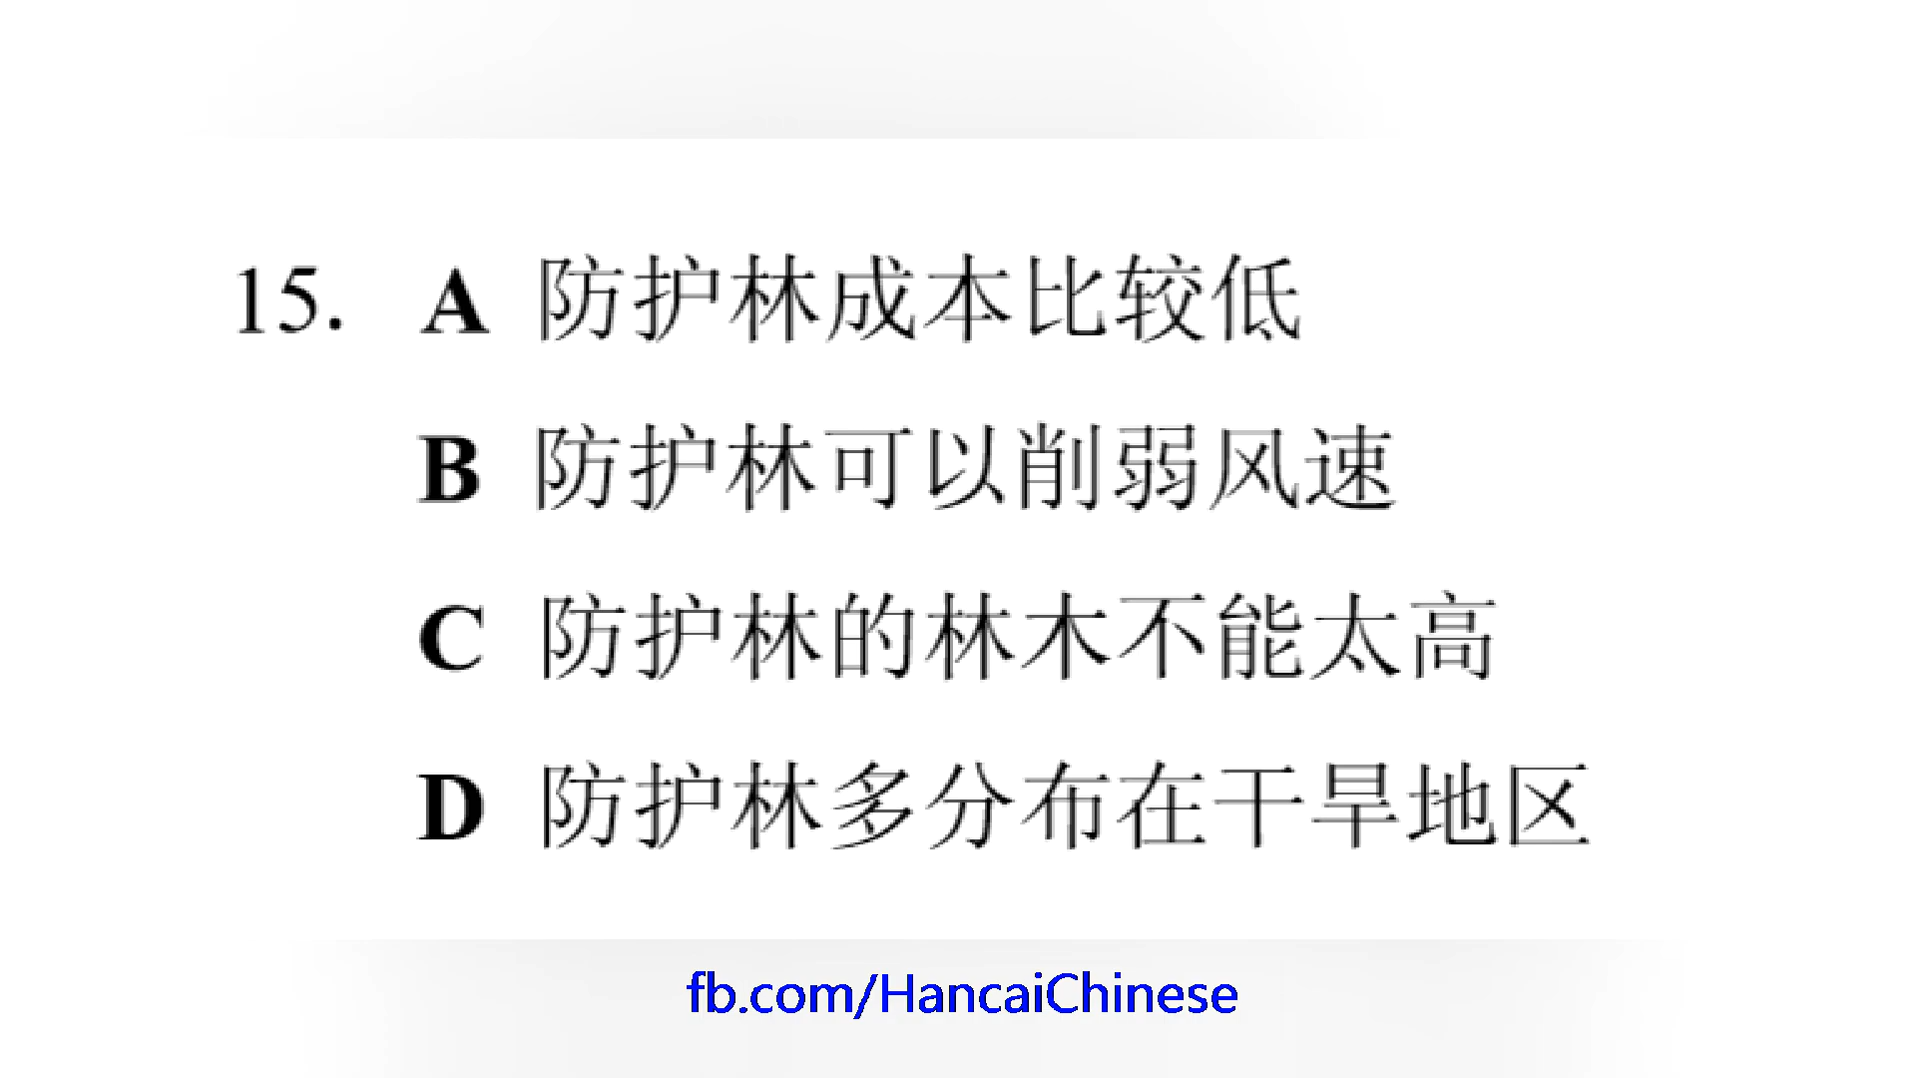 15. A 防护林成本比较低
B 防护林可以削弱风速
C 防护林的林木不能太高
D 防护林多分布在干旱地区
fb.com/HancaiChinese